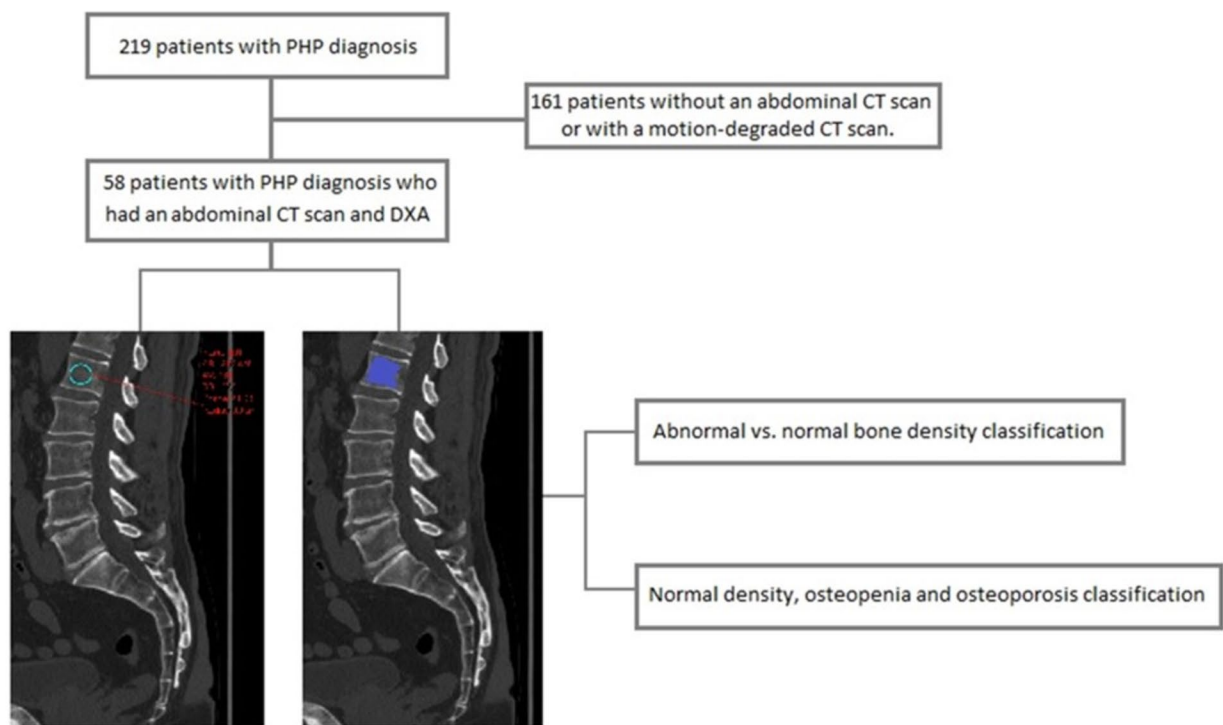 219 patients with PHP diagnosis
161 patients without an abdominal CT scan
or with a motion-degraded CT scan.
58 patients with PHP diagnosis who
had an abdominal CT scan and DXA
Abnormal vs. normal bone density classification
Normal density, osteopenia and osteoporosis classification